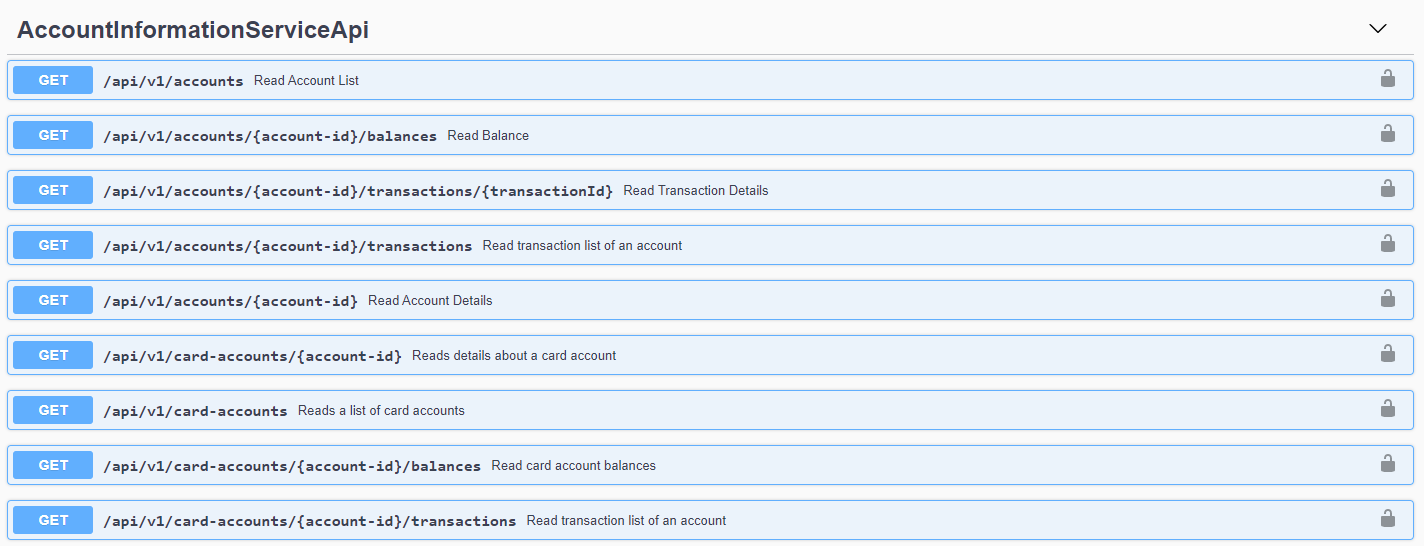 AccountInformationServiceApi
GET /api/v1/accounts Read Account List
GET /api/v1/accounts/{account-id}/balances Read Balance
GET /api/v1/accounts/{account-id}/transactions/{transactionId} Read Transaction Details
GET /api/v1/accounts/{account-id}/transactions Read transaction list of an account
GET /api/v1/accounts/{account-id} Read Account Details
GET /api/v1/card-accounts/{account-id} Reads details about a card account
GET /api/v1/card-accounts Reads a list of card accounts
GET /api/v1/card-accounts/{account-id}/balances Read card account balances
GET /api/v1/card-accounts/{account-id}/transactions Read transaction list of an account